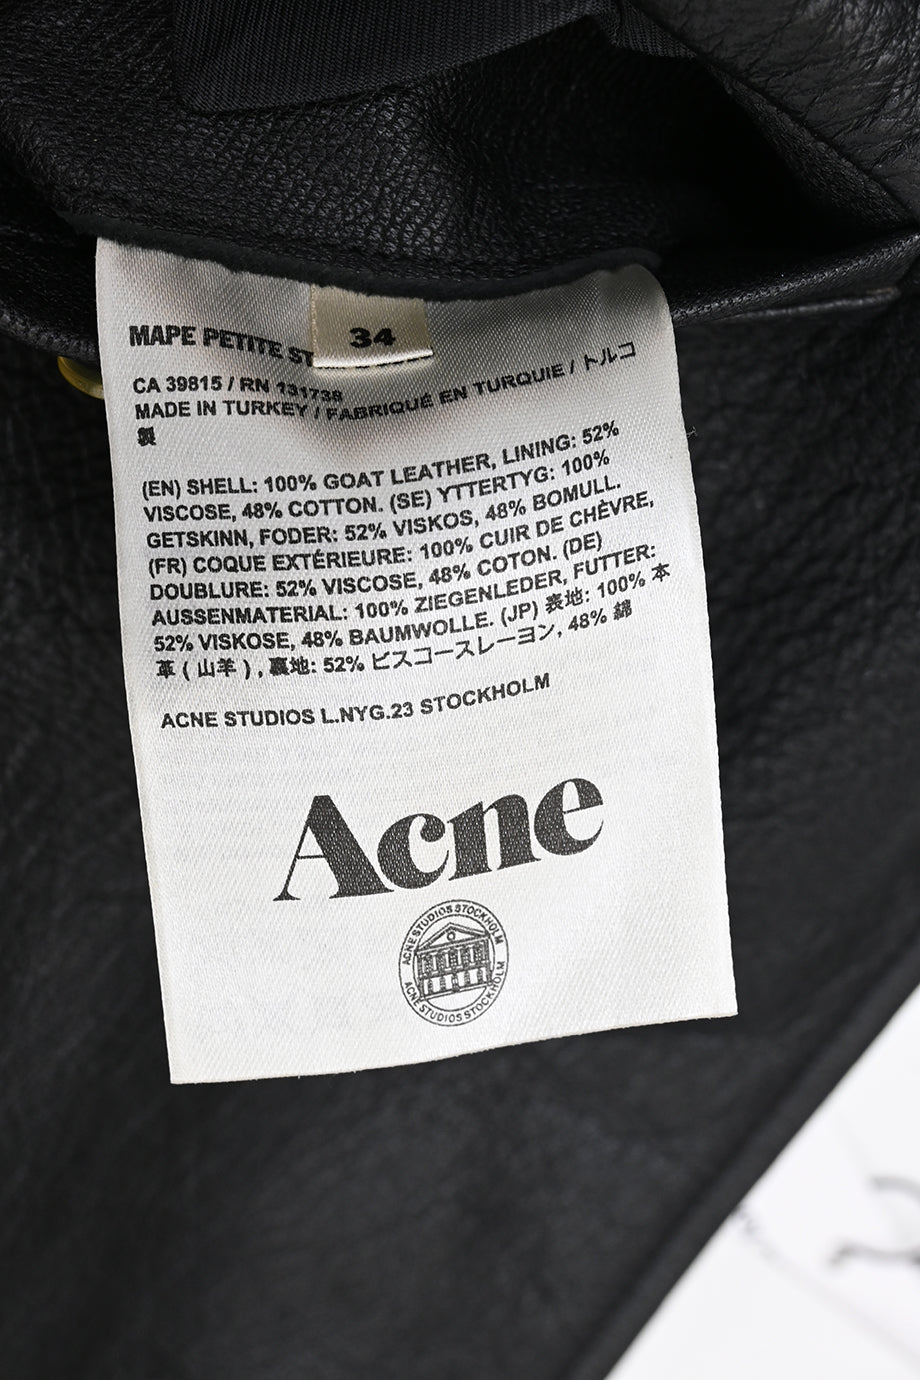 MAPE PETITE ST
34
CA 39815 / RN 131738
MADE IN TURKEY / FABRIQUÉ EN TURQUIE / トルコ
製
(EN) SHELL: 100% GOAT LEATHER, LINING: 52%
VISCOSE, 48% COTTON. (SE) YTTERTYG: 100%
GETSKINN, FODER: 52% VISKOS, 48% BOMULL.
(FR) COQUE EXTÉRIEURE: 100% CUIR DE CHÈVRE,
DOUBLURE: 52% VISCOSE, 48% COTON. (DE)
AUSSENMATERIAL: 100% ZIEGENLEDER, FUTTER:
52% VISKOSE, 48% BAUMWOLLE. (JP) 表地: 100% 本
革 ( 山羊 ) , 裏地: 52% ビスコースレーヨン, 48% 綿
ACNE STUDIOS L.NYG.23 STOCKHOLM
Acne
ACNE STUDIOS STOCKHOLM
ACNE STUDIOS STOCKHOLM